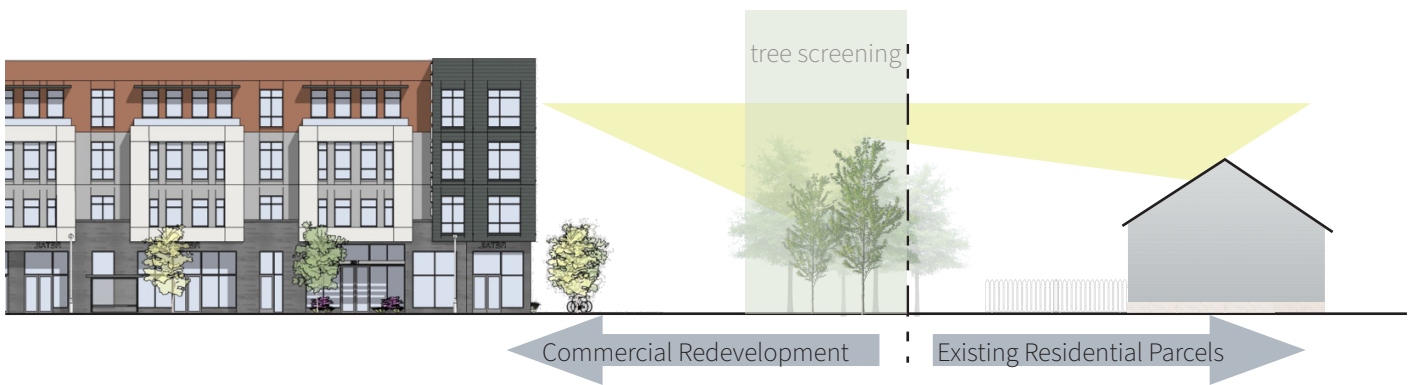 tree screening
Commercial Redevelopment
Existing Residential Parcels